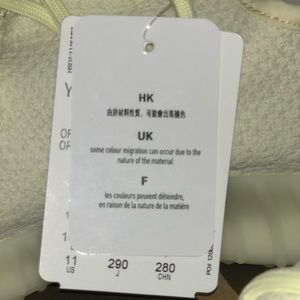 HK
由於材料性質，可能會出現褪色
UK
some colour migration can occur due to the
nature of the material
F
les couleurs peuvent déteindre,
en raison de la nature de la matière
290
280
US
J
CHN